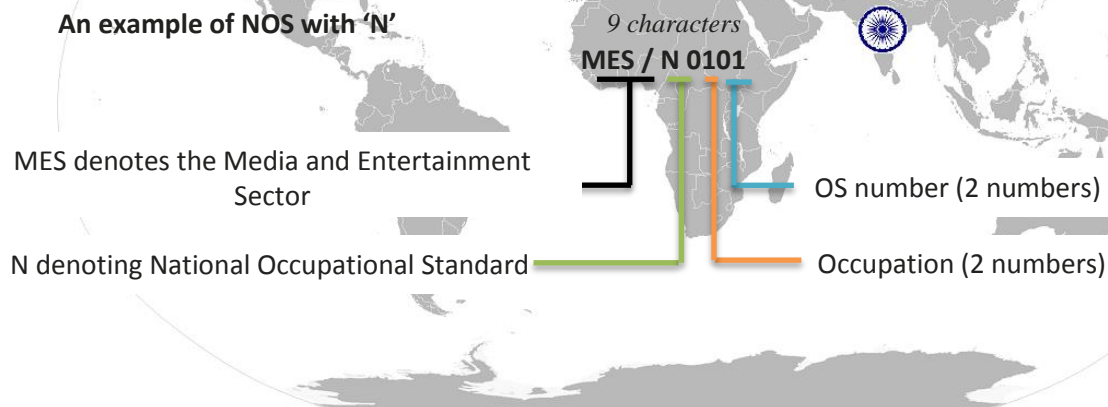 An example of NOS with ‘N’
9 characters
MES / N 0101
MES denotes the Media and Entertainment
Sector
OS number (2 numbers)
N denoting National Occupational Standard
Occupation (2 numbers)